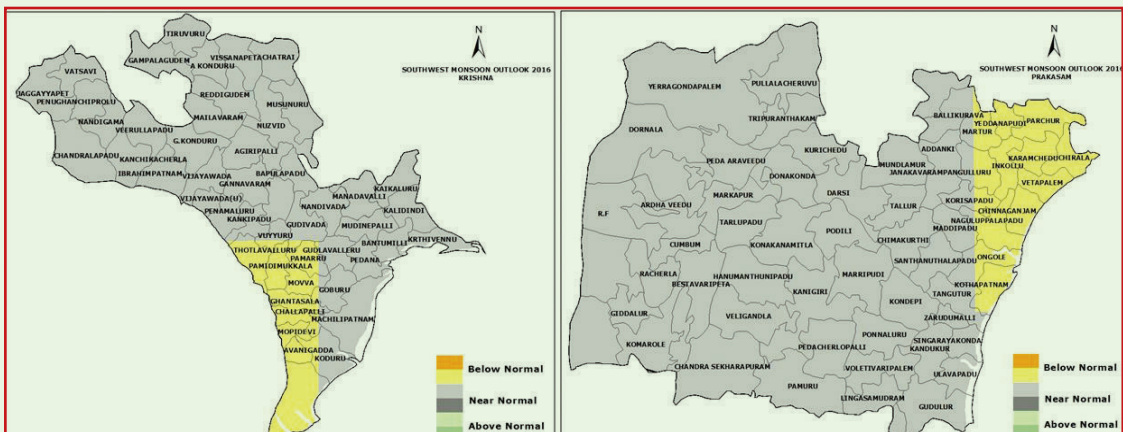 TIRUVURU
GAMPALAGUDEM
VISSANAPETA CHATRAI
A KONDURU
VATSAVI
JAGGAYYAPET
PENUGHANCHIPROLU
REDDIGUDEM
MUSUNURU
NANDIGAMA
VEERULLAPADU
MAILAVARAM
NUZVID
G.KONDURU
CHANDRALAPADU
KANCHIKACHERLA
AGIRIPALLI
IBRAHIMPATNAM
VIJAYAWADA
BAPULAPADU
GANNAVARAM
KAIKALURU
MANADAVALLI
VIJAYAWADA(U)
NANDIVADA
KALIDINDI
PENAMALURU
KANKIPADU
GUDIVADA
MUDINEPALLI
VUYYURU
BANTUMILLI
KRTHIVENNU
THOTLAVALLURU
GUDLAVALLERU
PAMARRU
PEDANA
PAMIDIMUKKALA
MOVVA
GOBURU
GHANTASALA
CHALLAPALLI
MACHILIPATNAM
MOPIDEVI
AVANIGADDA
KODURU
N
SOUTHWEST MONSOON OUTLOOK 2016
KRISHNA
Below Normal
Near Normal
Above Normal
PULLALACHERUVU
YERRAGONDAPALEM
TRIPURANTHAKAM
DORNALA
KURICHEDU
BALLIKURAVA
YEDDANAPUDI
PARCHUR
MARTUR
ADDANKI
KARAMCHEDU
CHIRALA
INKOLLU
PEDA ARAVEEDU
MUNDLAMUR
DONAKONDA
JANAKAVARAMPANGULURU
VETAPALEM
MARKAPUR
DARSI
ARDHA VEEDU
TALLUR
KORISAPADU
CHINNAGANJAM
R.F
TARLUPADU
PODILI
NAGULUPPALAPADU
MADDIPADU
CUMBUM
KONAKANAMITLA
CHIMAKURTHI
SANTHANUTHALAPADU
ONGOLE
RACHERLA
HANUMANTHUNIPADU
MARRIPUDI
BESTAVARIPETA
KANIGIRI
KOTHAPATNAM
TANGUTUR
KONDEPI
GIDDALUR
VELIGANDLA
ZARUDUMALLI
PONNALURU
KOMAROLE
PEDACHERLOPALLI
SINGARAYAKONDA
KANDUKUR
CHANDRA SEKHARAPURAM
VOLETIVARIPALEM
ULAVAPADU
PAMURU
LINGASAMUDRAM
GUDULUR
N
SOUTHWEST MONSOON OUTLOOK 2016
PRAKASAM
Below Normal
Near Normal
Above Normal